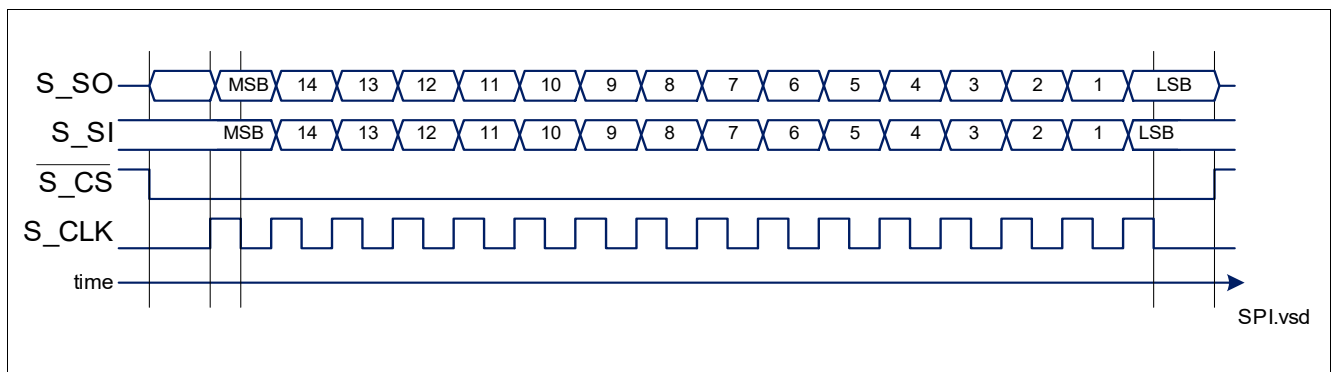 S_SO MSB 14 13 12 11 10 9 8 7 6 5 4 3 2 1 LSB
S_SI MSB 14 13 12 11 10 9 8 7 6 5 4 3 2 1 LSB
S_CS
S_CLK
time
SPI.vsd